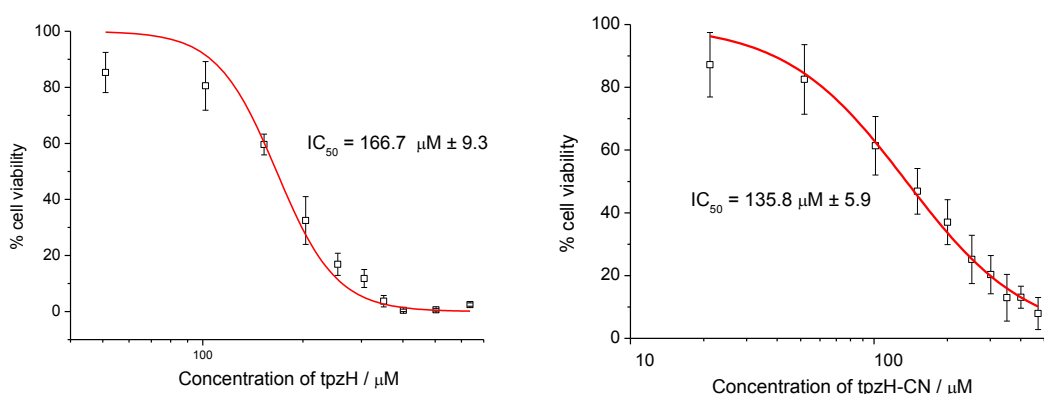 100
80
60
40
20
0
% cell viability
IC50 = 166.7 μM ± 9.3
100
Concentration of tpzH / μM
100
80
60
40
20
0
% cell viability
IC50 = 135.8 μM ± 5.9
10
100
Concentration of tpzH-CN / μM